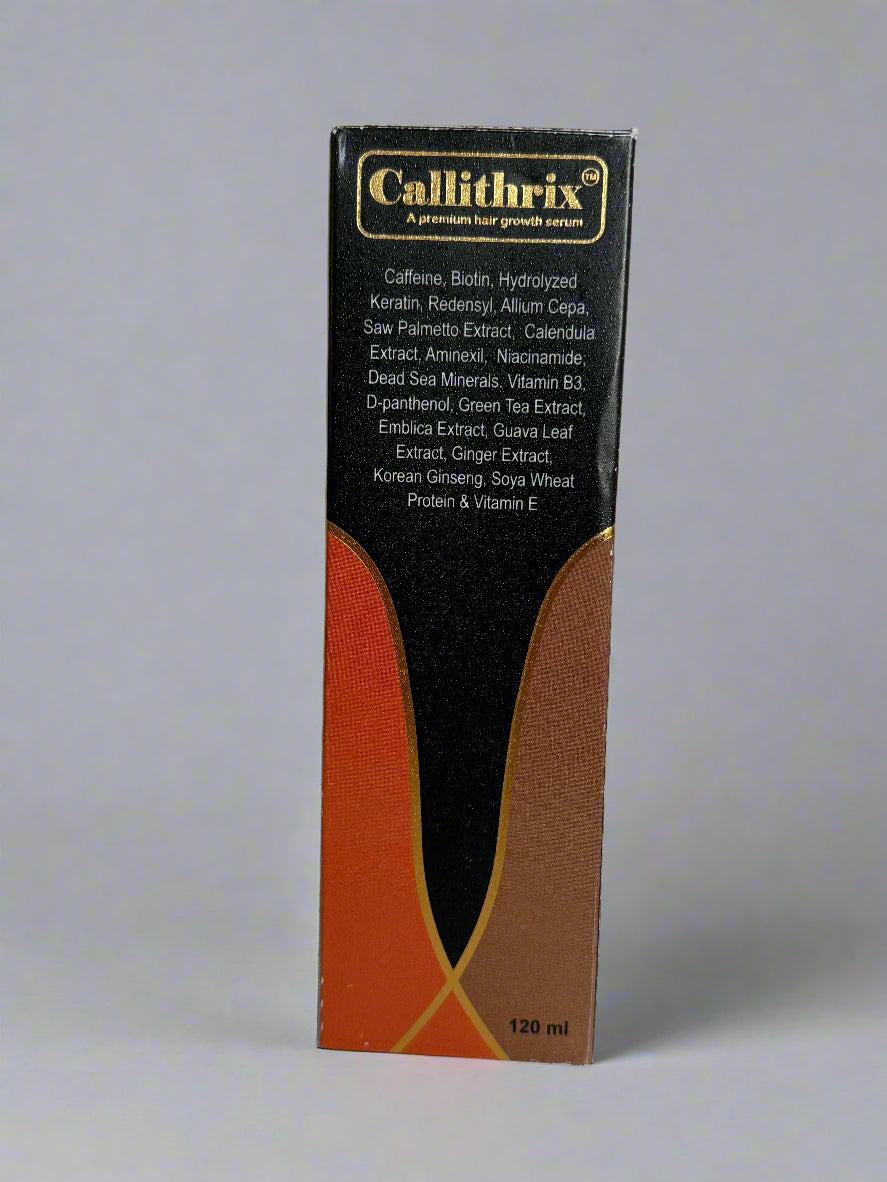 Callithrix™
A premium hair growth serum
Caffeine, Biotin, Hydrolyzed
Keratin, Redensyl, Allium Cepa,
Saw Palmetto Extract, Calendula
Extract, Aminexil, Niacinamide,
Dead Sea Minerals. Vitamin B3,
D-panthenol, Green Tea Extract,
Emblica Extract, Guava Leaf
Extract, Ginger Extract,
Korean Ginseng, Soya Wheat
Protein & Vitamin E
120 ml